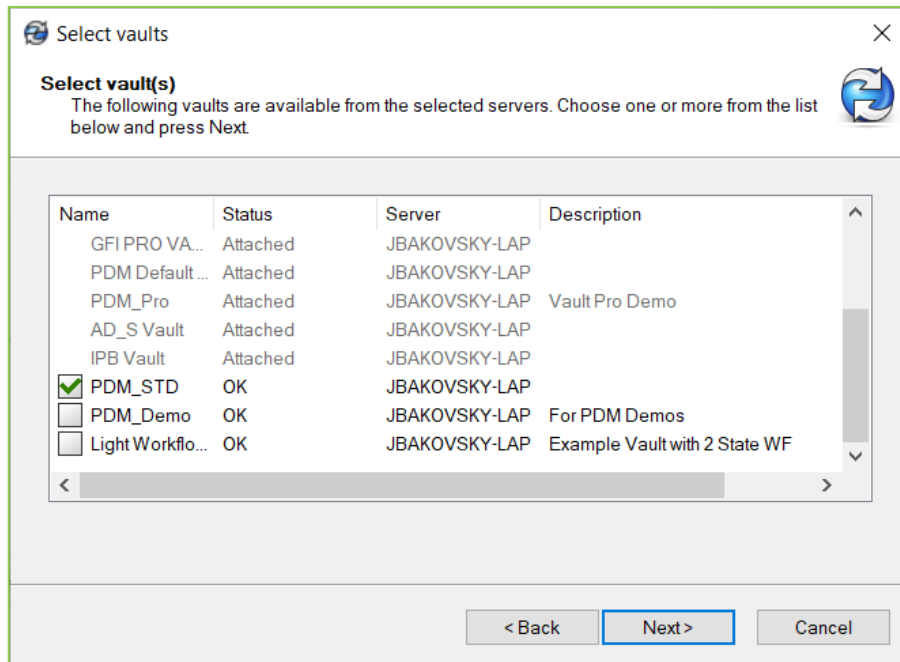 Select vaults
Select vault(s)
The following vaults are available from the selected servers. Choose one or more from the list
below and press Next.
Name Status Server Description
GFI PRO VA... Attached JBAKOVSKY-LAP
PDM Default ... Attached JBAKOVSKY-LAP
PDM_Pro Attached JBAKOVSKY-LAP Vault Pro Demo
AD_S Vault Attached JBAKOVSKY-LAP
IPB Vault Attached JBAKOVSKY-LAP
PDM_STD OK JBAKOVSKY-LAP
PDM_Demo OK JBAKOVSKY-LAP For PDM Demos
Light Workflo... OK JBAKOVSKY-LAP Example Vault with 2 State WF
< Back Next > Cancel